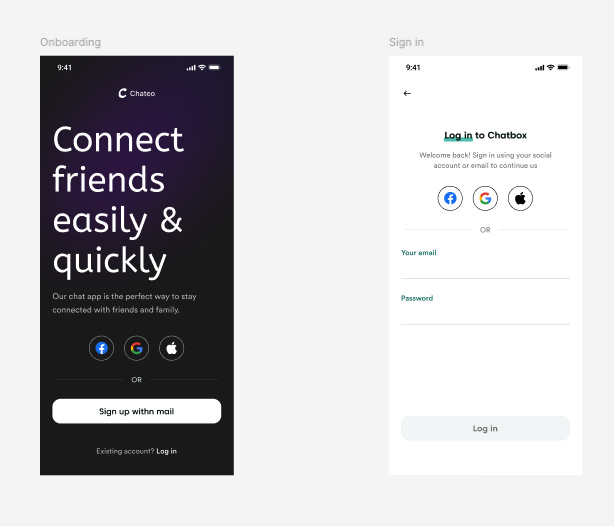 Onboarding
9:41
Chateo
Connect
friends
easily &
quickly
Our chat app is the perfect way to stay
connected with friends and family.
OR
Sign up withn mail
Existing account? Log in
Sign in
9:41
Log in to Chatbox
Welcome back! Sign in using your social
account or email to continue us
OR
Your email
Password
Log in